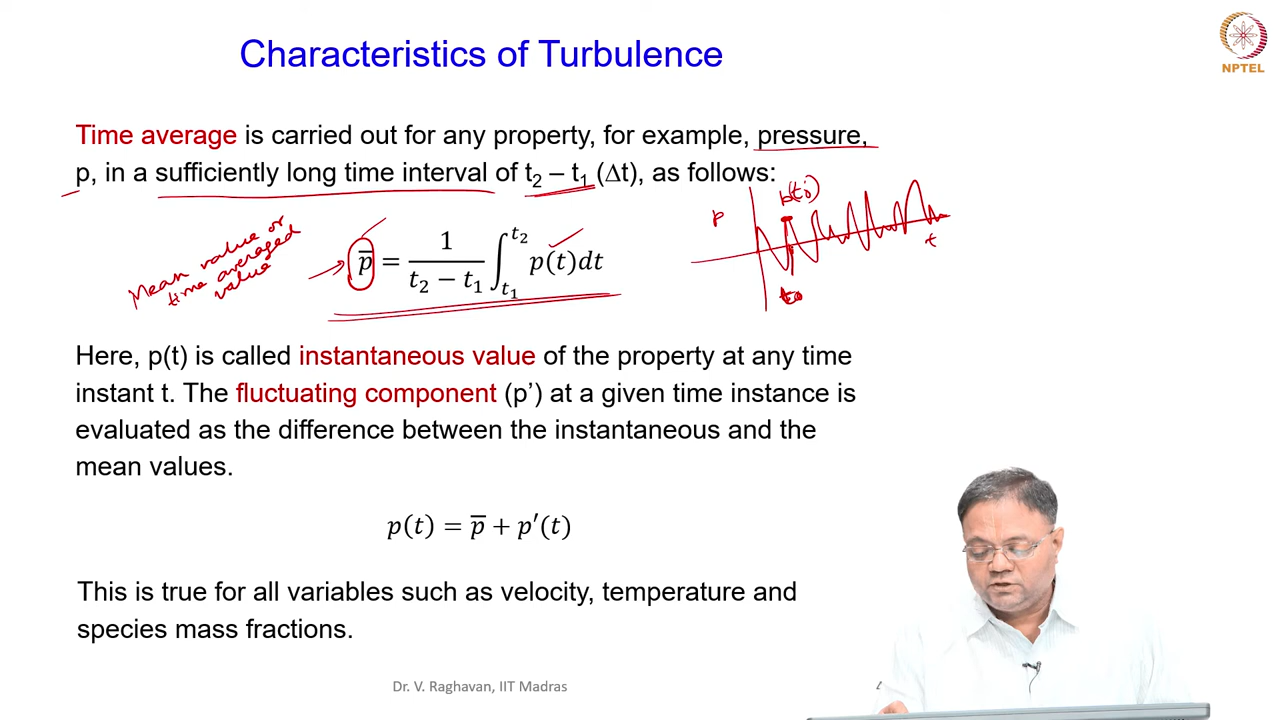 Characteristics of Turbulence
NPTEL
Time average is carried out for any property, for example, pressure,
p, in a sufficiently long time interval of t₂ – t₁ (Δt), as follows:
p(t₀)
p
t
t₀
Mean value or
time averaged
value
p̅ = 1/(t₂ − t₁) ∫_{t₁}^{t₂} p(t)dt
Here, p(t) is called instantaneous value of the property at any time
instant t. The fluctuating component (p’) at a given time instance is
evaluated as the difference between the instantaneous and the
mean values.
p(t) = p̅ + p′(t)
This is true for all variables such as velocity, temperature and
species mass fractions.
Dr. V. Raghavan, IIT Madras